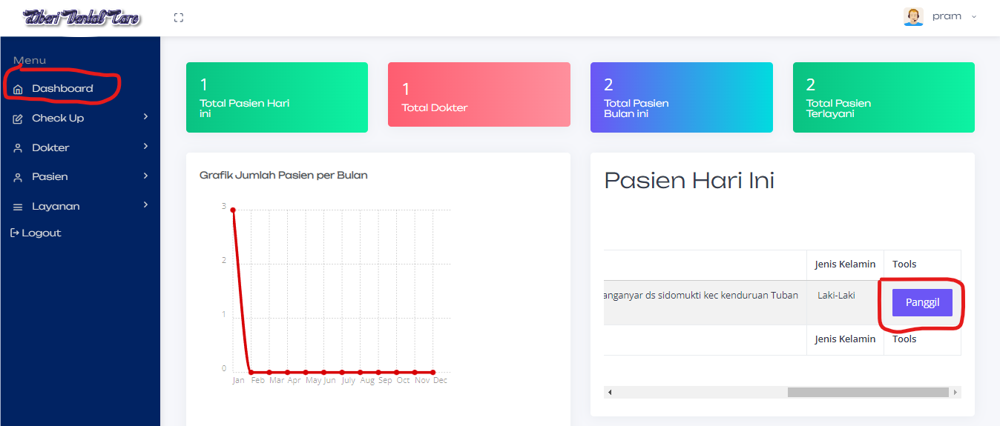 Diberi Dental Care
pram
Menu
Dashboard
Check Up
Dokter
Pasien
Layanan
Logout
1
Total Pasien Hari
ini
1
Total Dokter
2
Total Pasien
Bulan ini
2
Total Pasien
Terlayani
Grafik Jumlah Pasien per Bulan
3
2
1
0
Jan Feb Mar Apr May Jun July Aug Sep Oct Nov Dec
Pasien Hari Ini
Jenis Kelamin Tools
anganyar ds sidomukti kec kenduruan Tuban Laki-Laki Panggil
Jenis Kelamin Tools